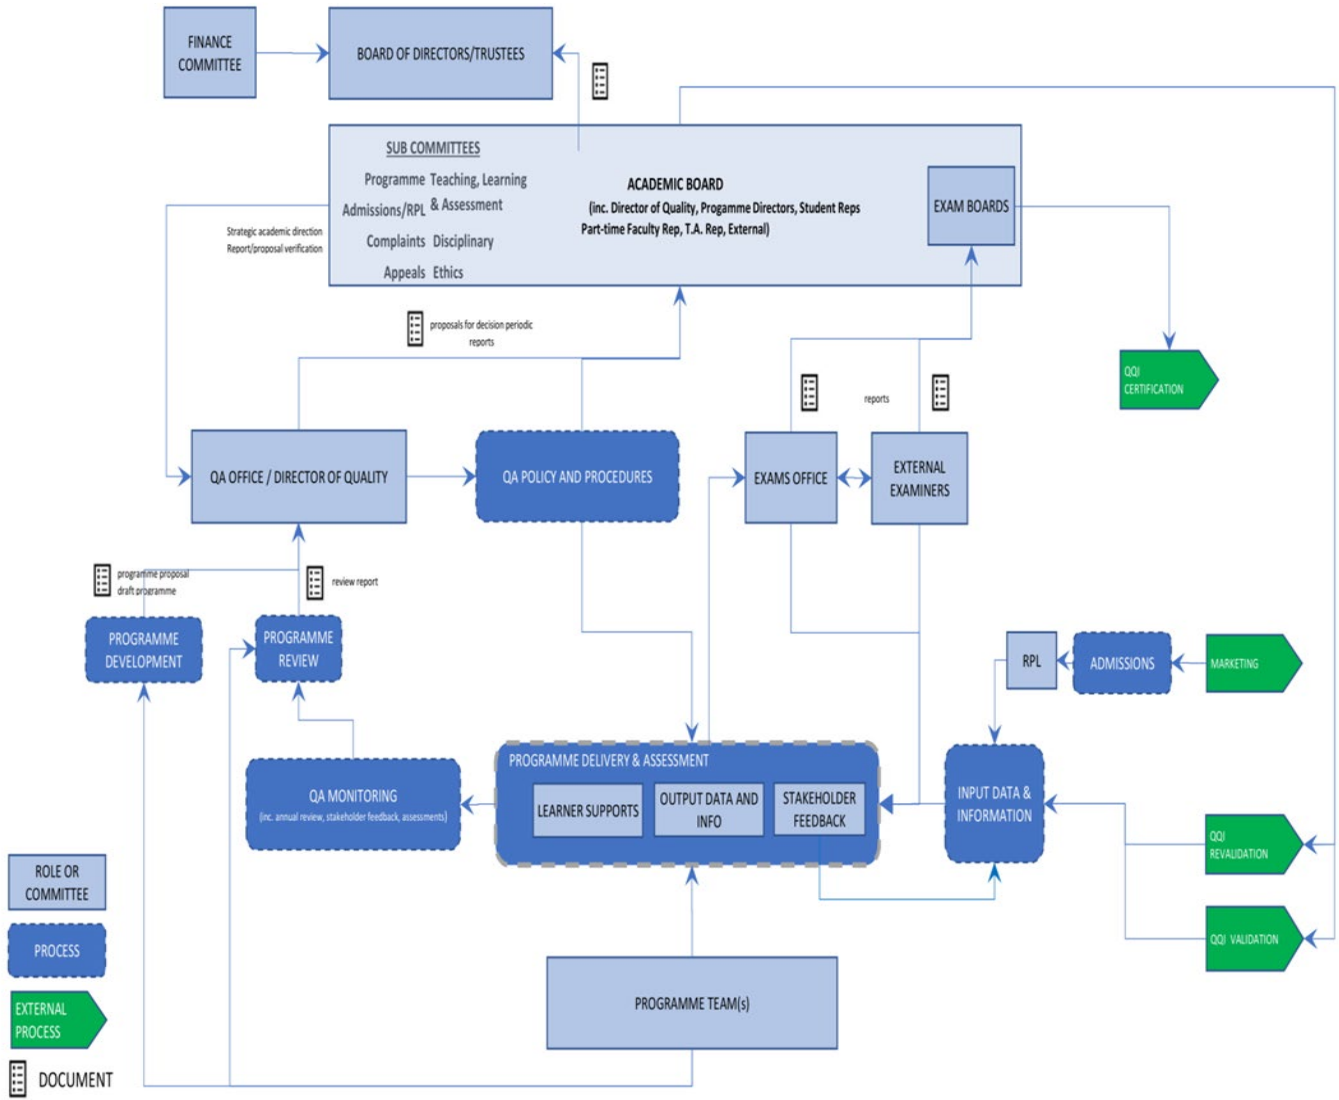 FINANCE
COMMITTEE
BOARD OF DIRECTORS/TRUSTEES
SUB COMMITTEES
Programme Teaching, Learning
Admissions/RPL & Assessment
Complaints Disciplinary
Appeals Ethics
ACADEMIC BOARD
(inc. Director of Quality, Progamme Directors, Student Reps
Part-time Faculty Rep, T.A. Rep, External)
EXAM BOARDS
Strategic academic direction
Report/proposal verification
proposals for decision periodic
reports
QQI
CERTIFICATION
reports
QA OFFICE / DIRECTOR OF QUALITY
QA POLICY AND PROCEDURES
EXAMS OFFICE
EXTERNAL
EXAMINERS
programme proposal
draft programme
review report
PROGRAMME
DEVELOPMENT
PROGRAMME
REVIEW
RPL
ADMISSIONS
MARKETING
PROGRAMME DELIVERY & ASSESSMENT
LEARNER SUPPORTS
OUTPUT DATA AND
INFO
STAKEHOLDER
FEEDBACK
QA MONITORING
(inc. annual review, stakeholder feedback, assessments)
INPUT DATA &
INFORMATION
QQI
REVALIDATION
QQI VALIDATION
PROGRAMME TEAM(s)
ROLE OR
COMMITTEE
PROCESS
EXTERNAL
PROCESS
DOCUMENT